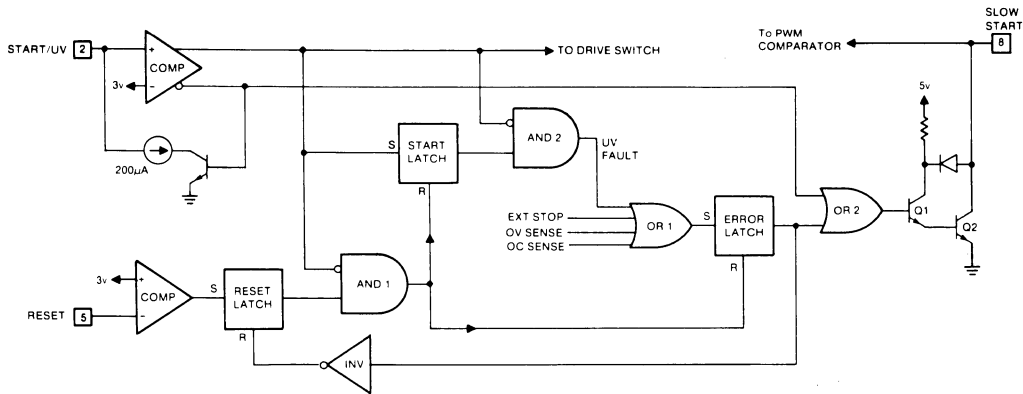 SLOW
START
8
START/UV 2
+
COMP
3v
−
TO DRIVE SWITCH
To PWM
COMPARATOR
5v
200µA
S
START
LATCH
R
AND 2
UV
FAULT
EXT STOP
OV SENSE
OC SENSE
OR 1
S
ERROR
LATCH
R
OR 2
Q1
Q2
3v
+
COMP
−
RESET 5
S
RESET
LATCH
R
AND 1
INV